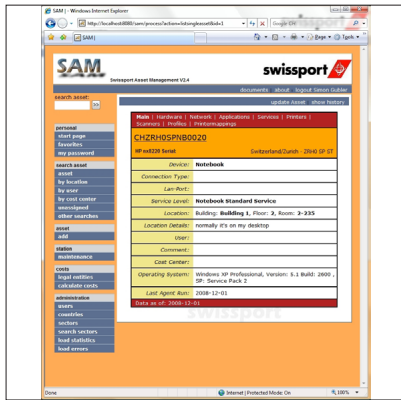 SAM | - Windows Internet Explorer
Google CH
SAM |
Page
Tools
SAM
swissport
Swissport Asset Management V2.4
documents about logout Simon Gubler
search asset:
>>
update Asset show history
personal
start page
favorites
my password
search asset
asset
by location
by user
by cost center
unassigned
other searches
asset
add
station
maintenance
costs
legal entities
calculate costs
administration
users
countries
sectors
search sectors
load statistics
load errors
Main | Hardware | Network | Applications | Services | Printers |
Scanners | Profiles | Printermappings
CHZRH0SPNB0020
HP nx8220 Serial:
Switzerland/Zurich - ZRH0 SP ST
Device: Notebook
Connection Type:
Lan-Port:
Service Level: Notebook Standard Service
Location: Building: Building 1, Floor: 2, Room: 2-235
Location Details: normally it's on my desktop
User:
Comment:
Cost Center:
Operating System: Windows XP Professional, Version: 5.1 Build: 2600 ,
SP: Service Pack 2
Last Agent Run: 2008-12-01
Data as of: 2008-12-01
swissport
Done
Internet | Protected Mode: On
100%